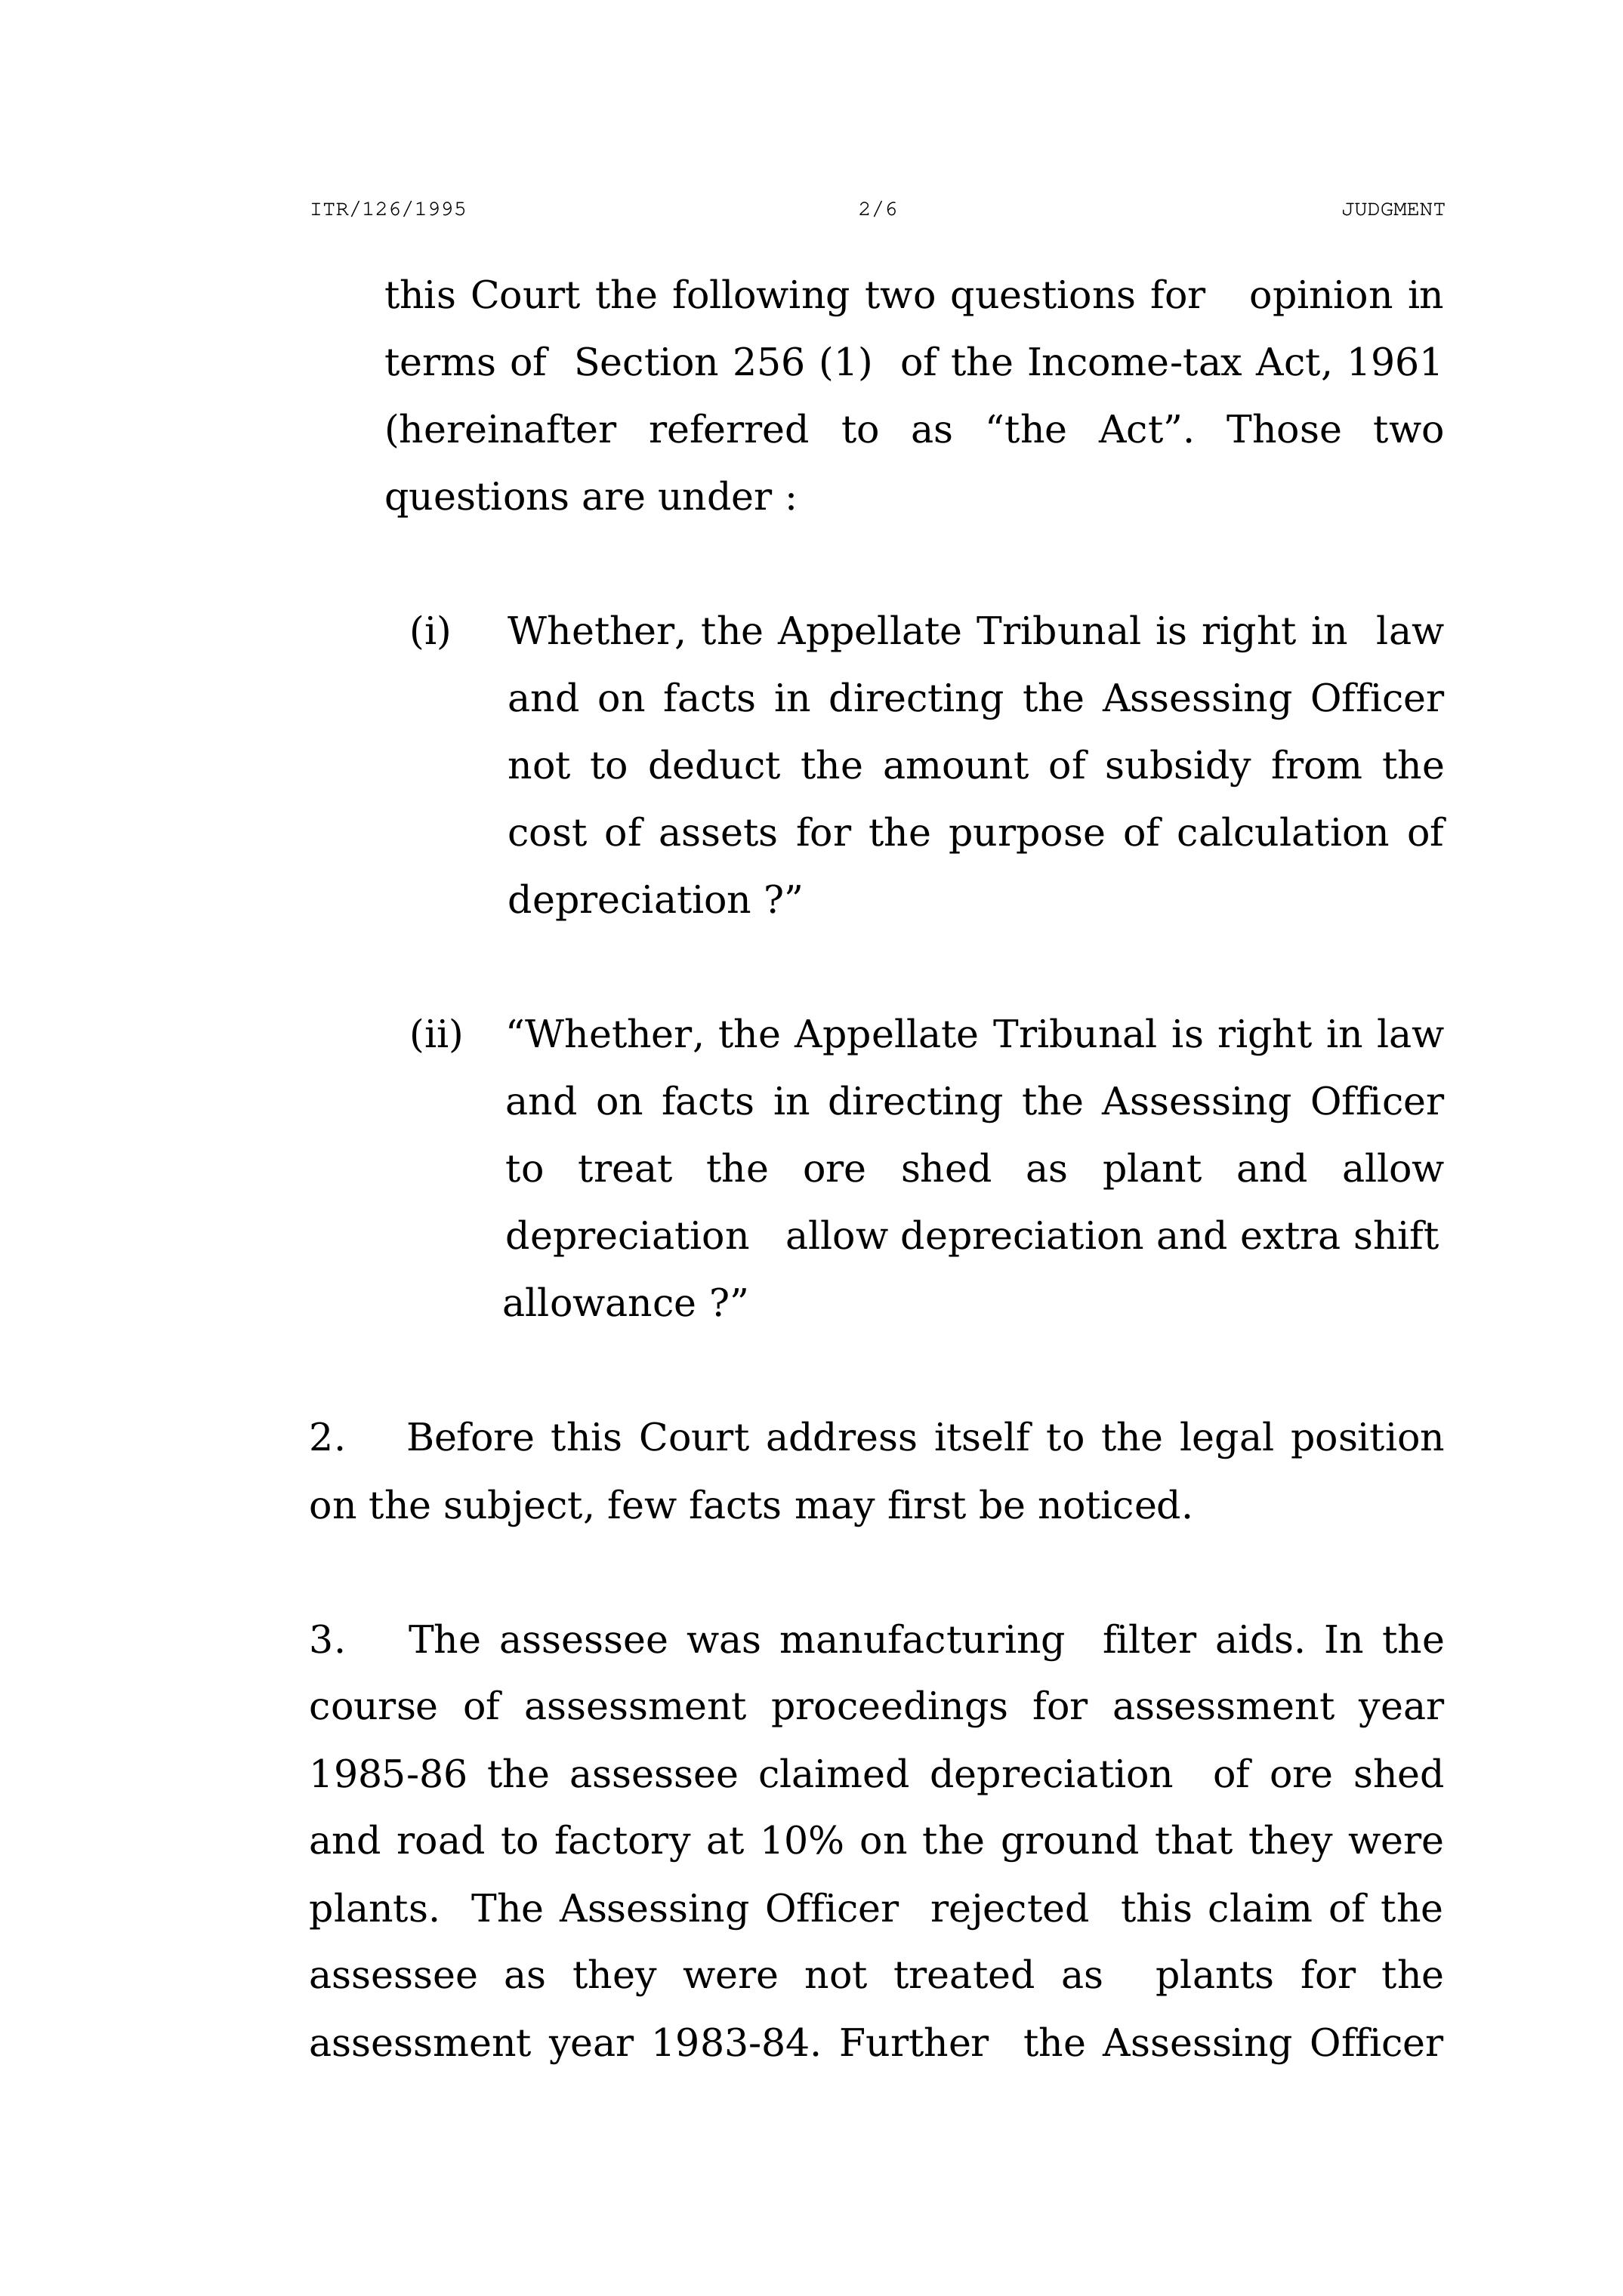 ITR/126/1995 2/6 JUDGMENT
this Court the following two questions for opinion in
terms of Section 256 (1) of the Income-tax Act, 1961
(hereinafter referred to as “the Act”. Those two
questions are under :
(i) Whether, the Appellate Tribunal is right in law
and on facts in directing the Assessing Officer
not to deduct the amount of subsidy from the
cost of assets for the purpose of calculation of
depreciation ?”
(ii) “Whether, the Appellate Tribunal is right in law
and on facts in directing the Assessing Officer
to treat the ore shed as plant and allow
depreciation allow depreciation and extra shift
allowance ?”
2. Before this Court address itself to the legal position
on the subject, few facts may first be noticed.
3. The assessee was manufacturing filter aids. In the
course of assessment proceedings for assessment year
1985-86 the assessee claimed depreciation of ore shed
and road to factory at 10% on the ground that they were
plants. The Assessing Officer rejected this claim of the
assessee as they were not treated as plants for the
assessment year 1983-84. Further the Assessing Officer